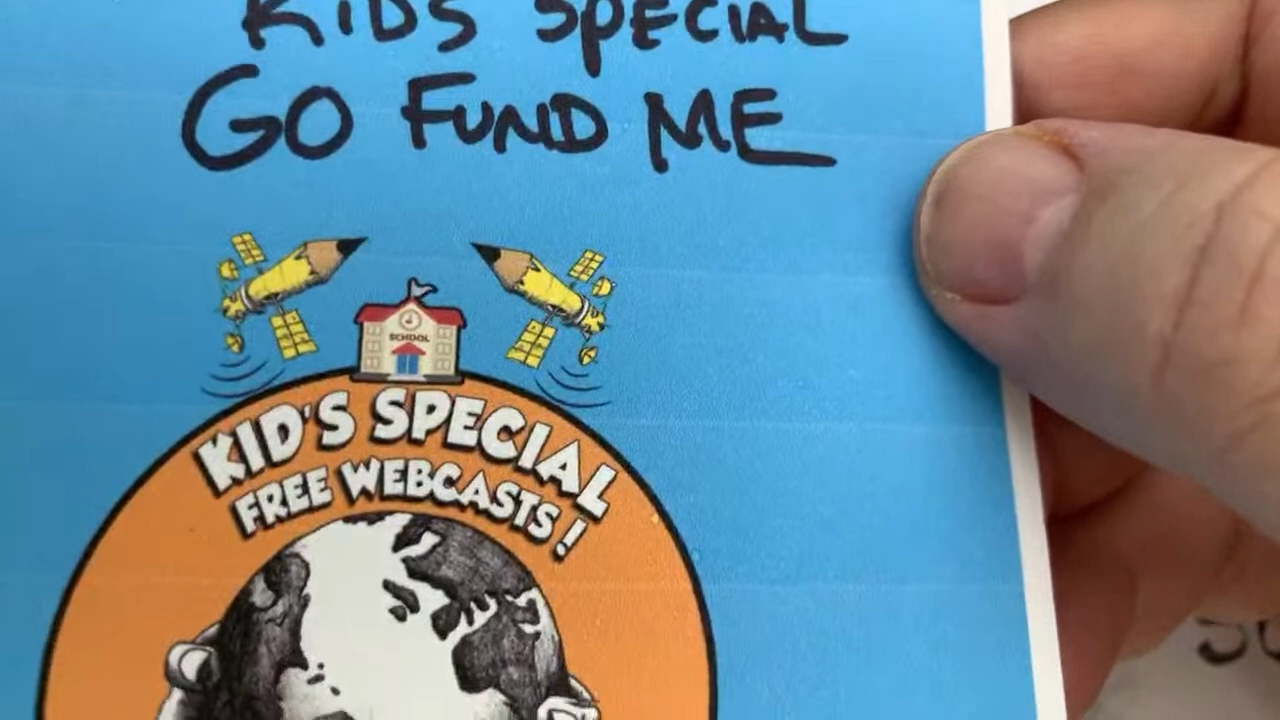 KIDS SPECIAL
GO FUND ME
SCHOOL
KID'S SPECIAL
FREE WEBCASTS!